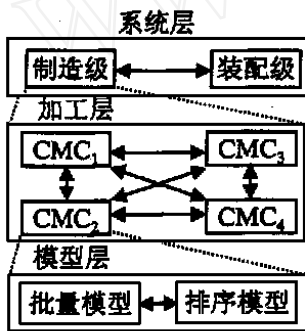 系统层
制造级 装配级
加工层
CMC1 CMC3
CMC2 CMC4
模型层
批量模型 排序模型